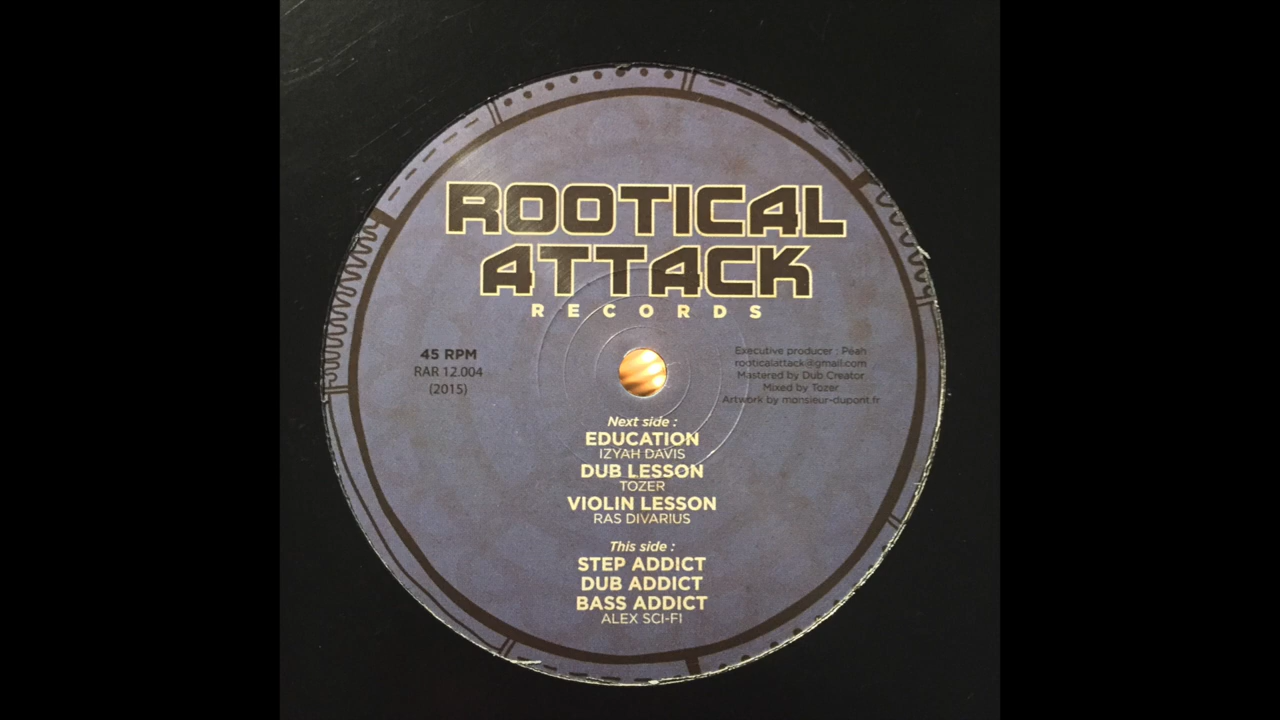 ROOTICAL
ATTACK
RECORDS
45 RPM
RAR 12.004
(2015)
Executive producer : Péah
rooticalattack@gmail.com
Mastered by Dub Creator
Mixed by Tozer
Artwork by monsieur-dupont.fr
Next side :
EDUCATION
IZYAH DAVIS
DUB LESSON
TOZER
VIOLIN LESSON
RAS DIVARIUS
This side :
STEP ADDICT
DUB ADDICT
BASS ADDICT
ALEX SCI-FI